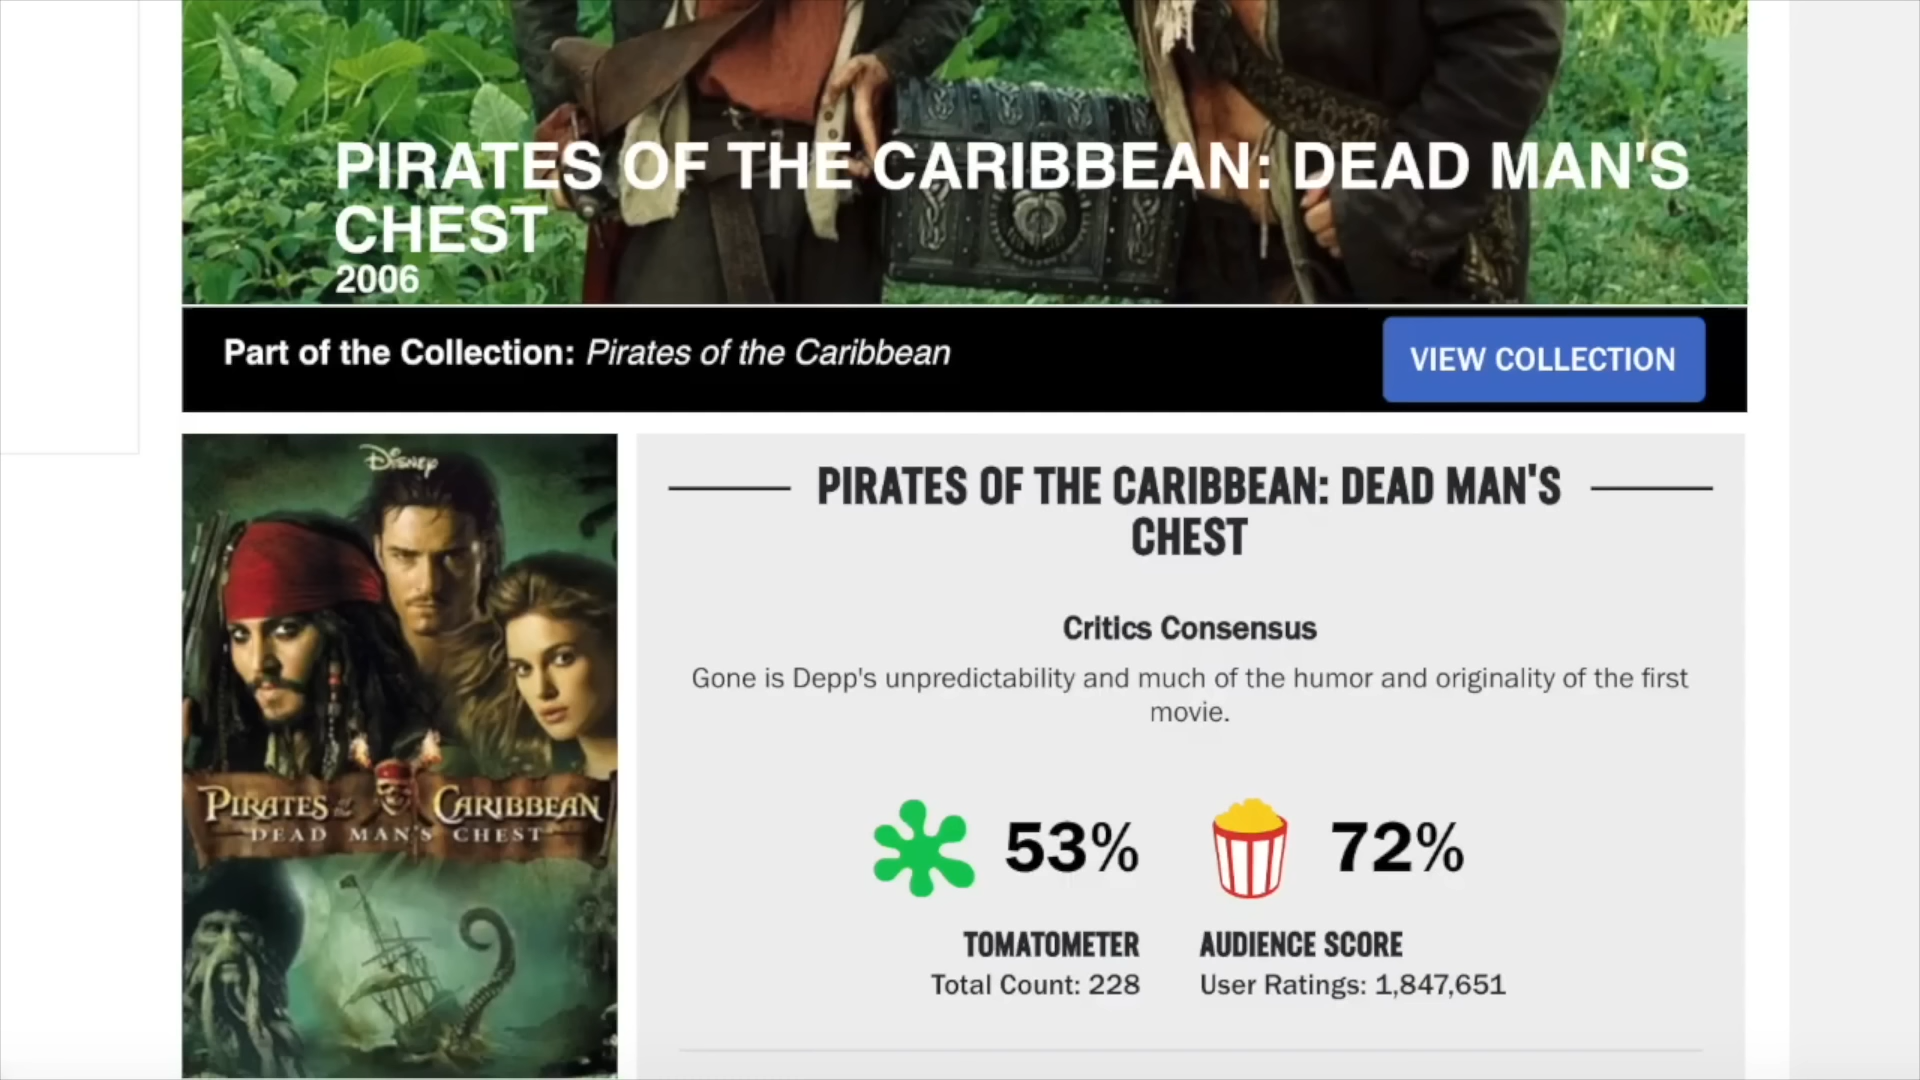 PIRATES OF THE CARIBBEAN: DEAD MAN'S
CHEST
2006
Part of the Collection: Pirates of the Caribbean
VIEW COLLECTION
Disney
PIRATES OF THE CARIBBEAN
DEAD MAN'S CHEST
PIRATES OF THE CARIBBEAN: DEAD MAN'S
CHEST
Critics Consensus
Gone is Depp's unpredictability and much of the humor and originality of the first
movie.
53% 72%
TOMATOMETER AUDIENCE SCORE
Total Count: 228 User Ratings: 1,847,651